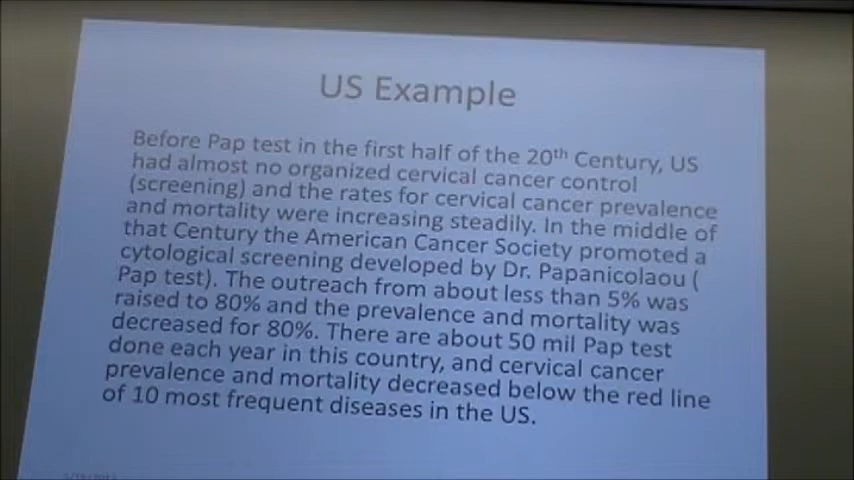 US Example
Before Pap test in the first half of the 20th Century, US
had almost no organized cervical cancer control
(screening) and the rates for cervical cancer prevalence
and mortality were increasing steadily. In the middle of
that Century the American Cancer Society promoted a
cytological screening developed by Dr. Papanicolaou (
Pap test). The outreach from about less than 5% was
raised to 80% and the prevalence and mortality was
decreased for 80%. There are about 50 mil Pap test
done each year in this country, and cervical cancer
prevalence and mortality decreased below the red line
of 10 most frequent diseases in the US.